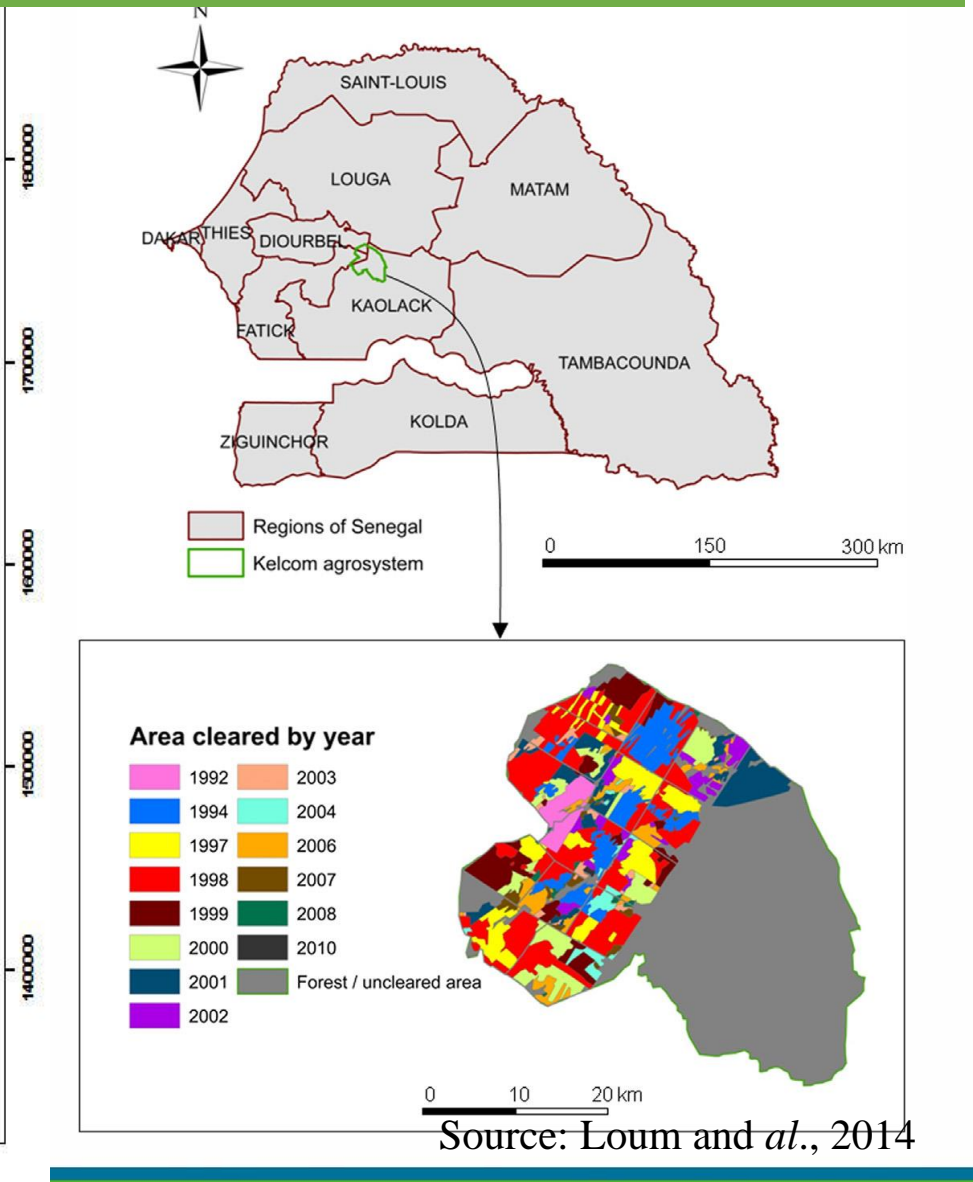 N
SAINT-LOUIS
LOUGA
MATAM
DAKAR
THIES
DIOURBEL
KAOLACK
FATICK
TAMBACOUNDA
KOLDA
ZIGUINCHOR
1800000
1700000
1600000
1500000
1400000
Regions of Senegal
Kelcom agrosystem
0 150 300 km
Area cleared by year
1992 2003
1994 2004
1997 2006
1998 2007
1999 2008
2000 2010
2001 Forest / uncleared area
2002
0 10 20 km
Source: Loum and al., 2014